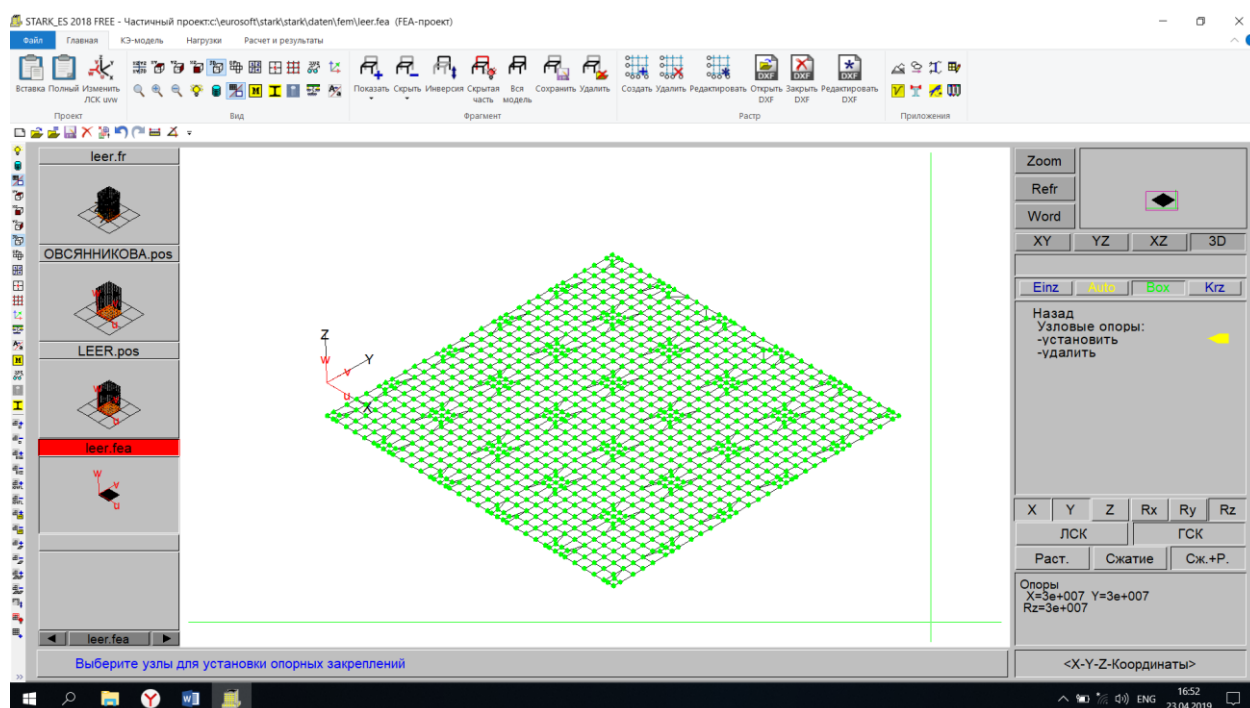 STARK_ES 2018 FREE - Частичный проект:c:\eurosoft\stark\stark\daten\fem\leer.fea (FEA-проект)
Файл Главная КЭ-модель Нагрузки Расчет и результаты
Вставка Полный Изменить ЛСК uvw
Показать Скрыть Инверсия Скрытая часть Вся модель Сохранить Удалить
Создать Удалить Редактировать Открыть DXF Закрыть DXF Редактировать DXF
Проект Вид Фрагмент Растр Приложения
leer.fr
ОВСЯННИКОВА.pos
LEER.pos
leer.fea
leer.fea
Z
W
Y
v
u
X
w
v
u
Zoom
Refr
Word
XY YZ XZ 3D
Einz Auto Box Krz
Назад
Узловые опоры:
-установить
-удалить
X Y Z Rx Ry Rz
ЛСК ГСК
Раст. Сжатие Сж.+Р.
Опоры
X=3e+007 Y=3e+007
Rz=3e+007
Выберите узлы для установки опорных закреплений
<X-Y-Z-Координаты>
ENG
16:52
23.04.2019